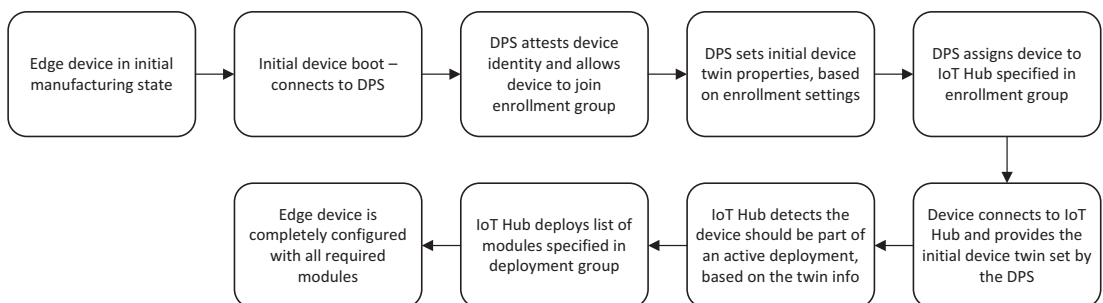 Edge device in initial
manufacturing state
Initial device boot –
connects to DPS
DPS attests device
identity and allows
device to join
enrollment group
DPS sets initial device
twin properties, based
on enrollment settings
DPS assigns device to
IoT Hub specified in
enrollment group
Device connects to IoT
Hub and provides the
initial device twin set by
the DPS
IoT Hub detects the
device should be part of
an active deployment,
based on the twin info
IoT Hub deploys list of
modules specified in
deployment group
Edge device is
completely configured
with all required
modules